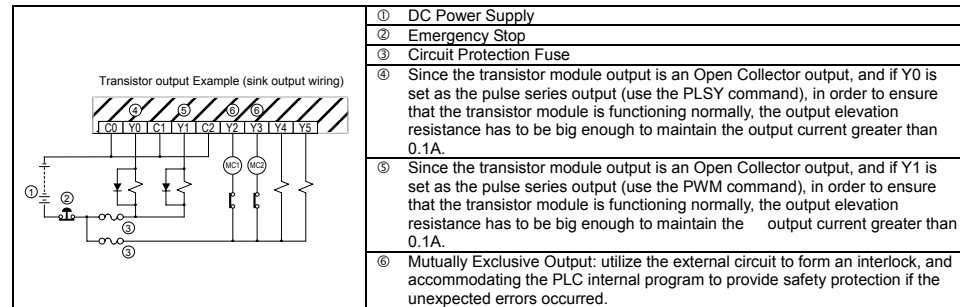 Transistor output Example (sink output wiring)
④ ⑤ ⑥ ⑥
C0 Y0 C1 Y1 C2 Y2 Y3 Y4 Y5
MC1 MC2
①
②
③
③
① DC Power Supply
② Emergency Stop
③ Circuit Protection Fuse
④ Since the transistor module output is an Open Collector output, and if Y0 is
set as the pulse series output (use the PLSY command), in order to ensure
that the transistor module is functioning normally, the output elevation
resistance has to be big enough to maintain the output current greater than
0.1A.
⑤ Since the transistor module output is an Open Collector output, and if Y1 is
set as the pulse series output (use the PWM command), in order to ensure
that the transistor module is functioning normally, the output elevation
resistance has to be big enough to maintain the output current greater than
0.1A.
⑥ Mutually Exclusive Output: utilize the external circuit to form an interlock, and
accommodating the PLC internal program to provide safety protection if the
unexpected errors occurred.